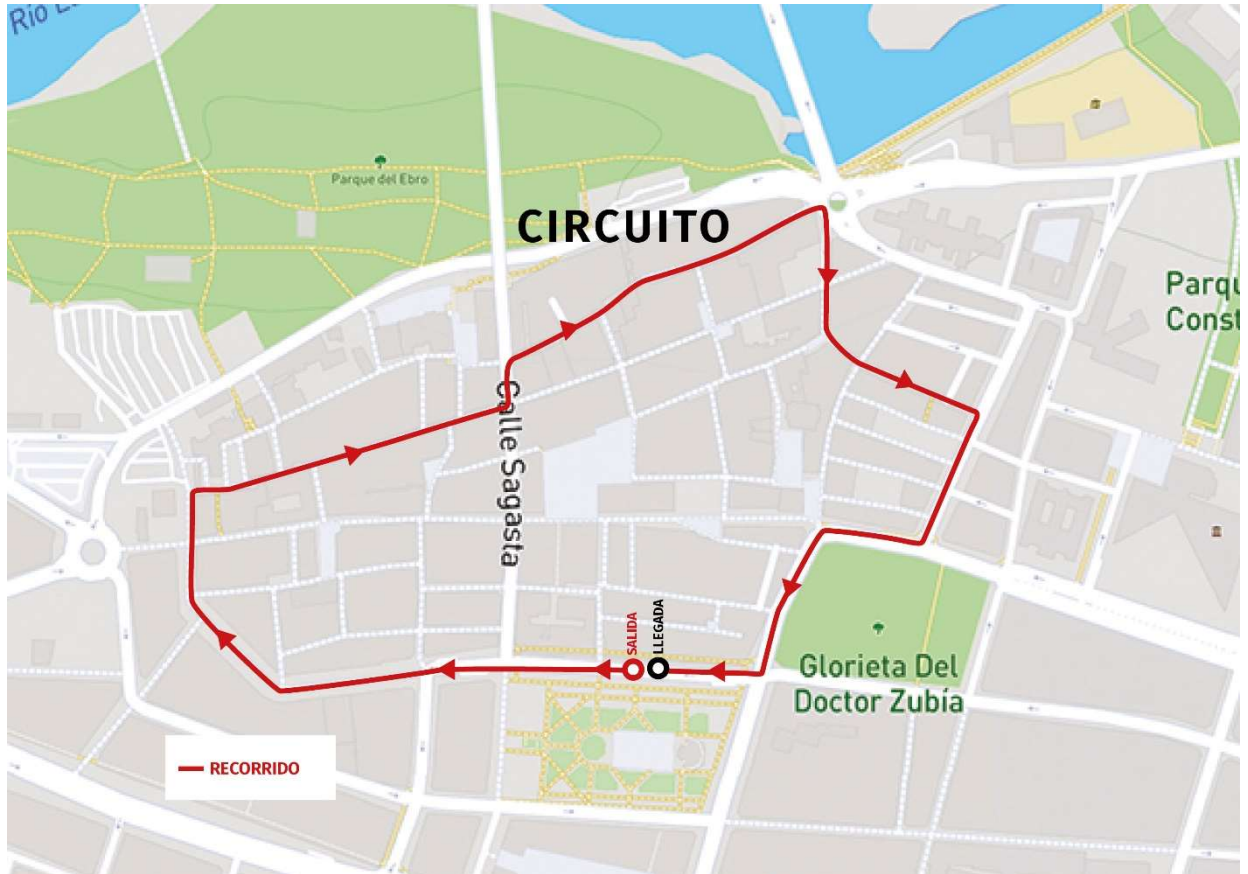 Río
Parque del Ebro
CIRCUITO
Parqu
Const
Calle Sagasta
SALIDA
LLEGADA
Glorieta Del
Doctor Zubía
RECORRIDO